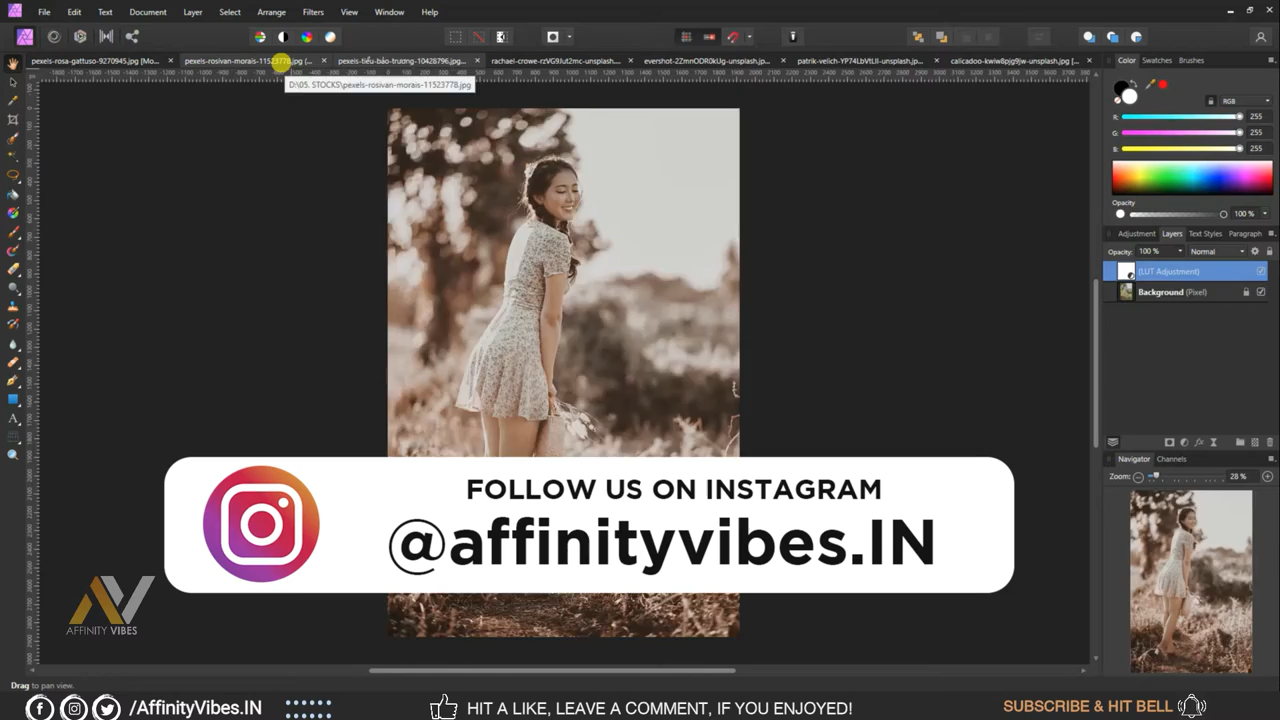 File Edit Text Document Layer Select Arrange Filters View Window Help
pexels-rosa-gattuso-9270945.jpg [Mo... pexels-rosivan-morais-11523778.jpg (... pexels-tiểu-bảo-trương-10428796.jpg... rachael-crowe-rzVG9Iut2mc-unsplash.... evershot-2ZmnODR0kUg-unsplash.jp... patrik-velich-YP74LbVtLlI-unsplash.j... calicadoo-kwiw8pjg9jw-unsplash.jpg [...
D:\05. STOCKS\pexels-rosivan-morais-11523778.jpg
Color Swatches Brushes
RGB
R: 255
G: 255
B: 255
Opacity
100 %
Adjustment Layers Text Styles Paragraph
Opacity: 100 % Normal
(LUT Adjustment)
Background (Pixel)
Navigator Channels
Zoom: 28 %
FOLLOW US ON INSTAGRAM
@affinityvibes.IN
AV
AFFINITY VIBES
Drag to pan view.
/AffinityVibes.IN HIT A LIKE, LEAVE A COMMENT, IF YOU ENJOYED! SUBSCRIBE & HIT BELL